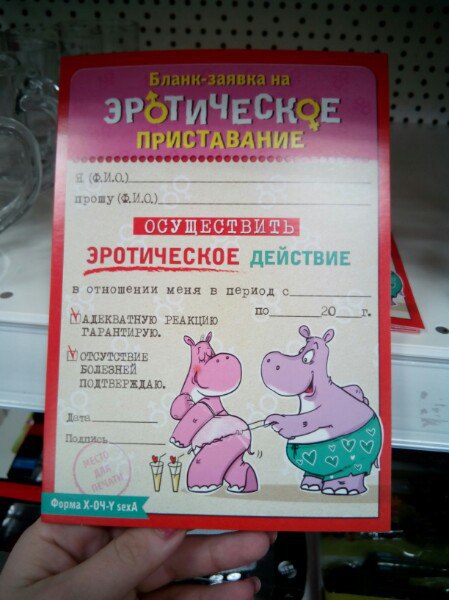 Бланк-заявка на
ЭРОТИЧЕСКОЕ
ПРИСТАВАНИЕ
Я (Ф.И.О.)
прошу (Ф.И.О.)
ОСУЩЕСТВИТЬ
ЭРОТИЧЕСКОЕ ДЕЙСТВИЕ
в отношении меня в период с
по 20 г.
АДЕКВАТНУЮ РЕАКЦИЮ
ГАРАНТИРУЮ.
ОТСУТСТВИЕ
БОЛЕЗНЕЙ
ПОДТВЕРЖДАЮ.
Дата
Подпись
МЕСТО
ДЛЯ
ПЕЧАТИ
Форма Х-ОЧ-Y sexA